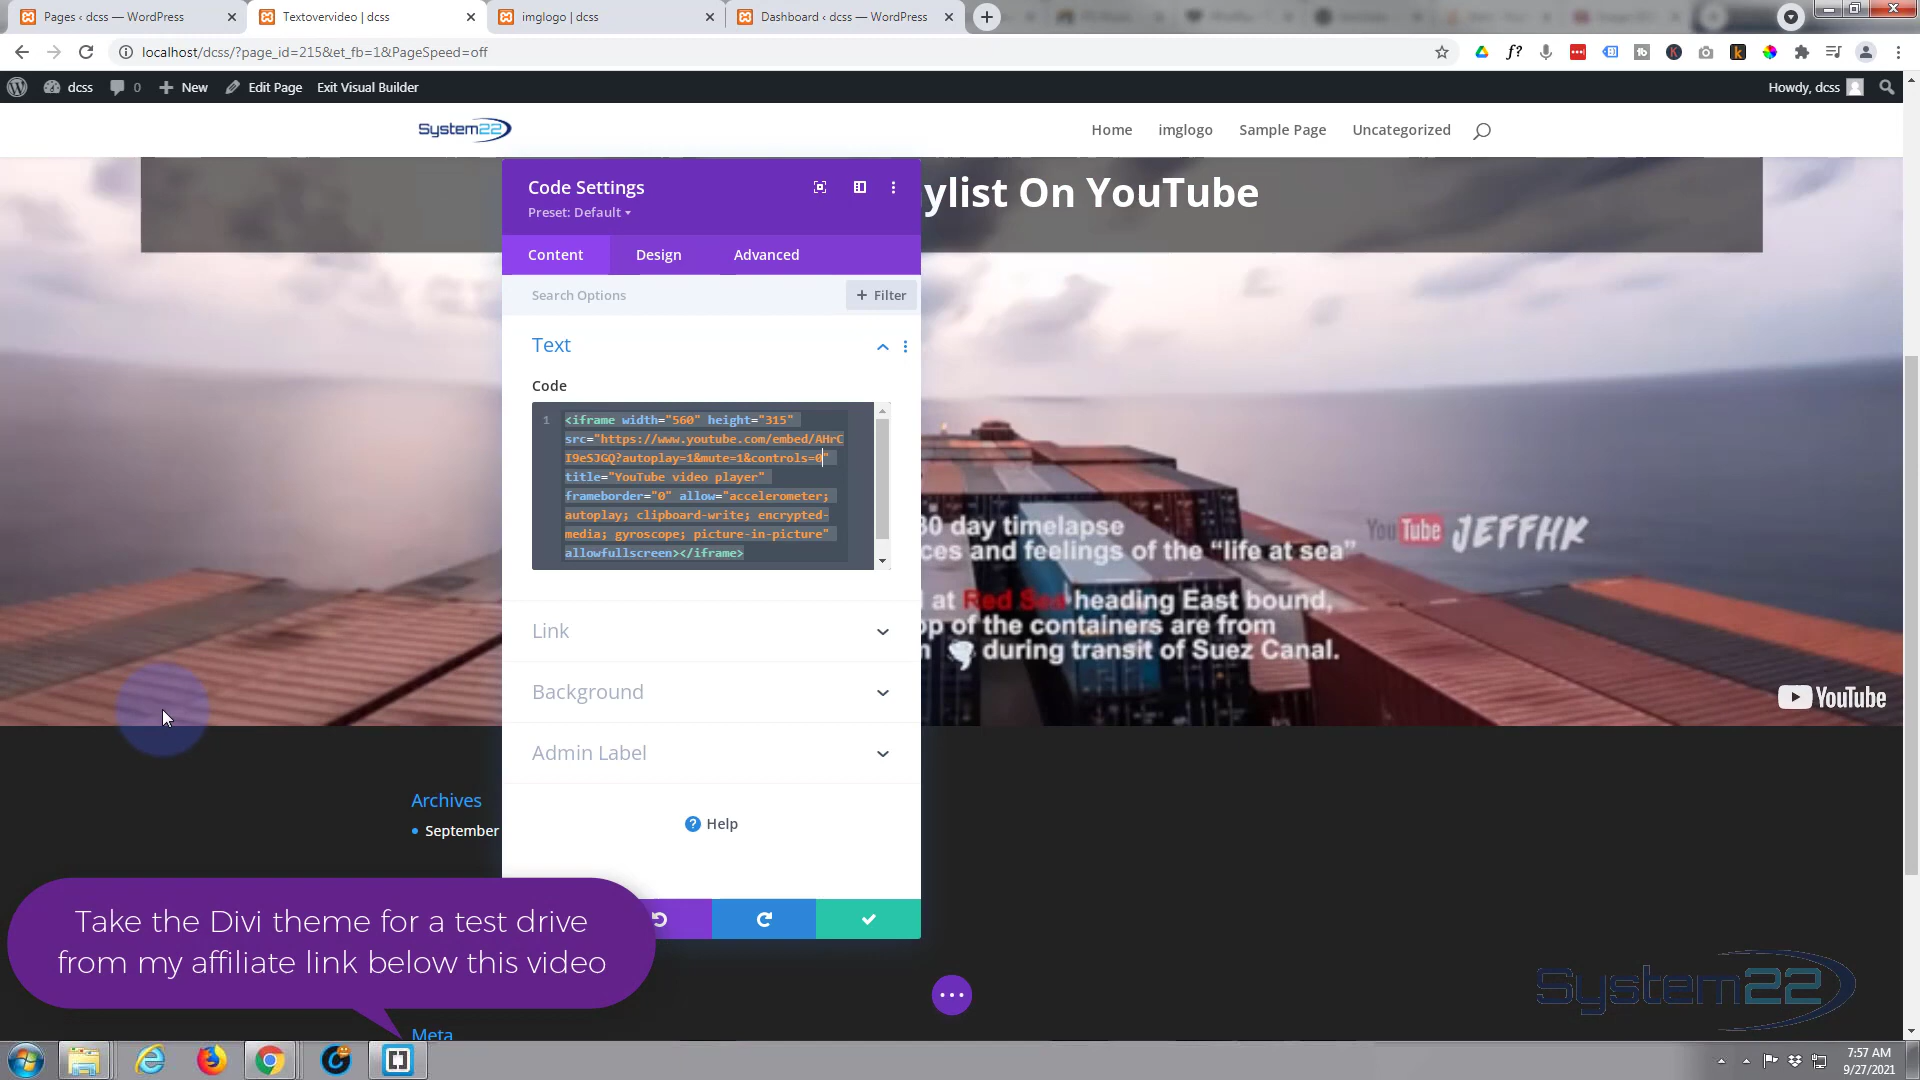 Pages ‹ dcss — WordPress
Textovervideo | dcss
imglogo | dcss
Dashboard ‹ dcss — WordPress
localhost/dcss/?page_id=215&et_fb=1&PageSpeed=off
dcss
0
New
Edit Page
Exit Visual Builder
Howdy, dcss
System22
Home
imglogo
Sample Page
Uncategorized
ylist On YouTube
Code Settings
Preset: Default
Content
Design
Advanced
Search Options
+ Filter
Text
Code
1
<iframe width="560" height="315"
src="https://www.youtube.com/embed/AHrC
I9eSJGQ?autoplay=1&mute=1&controls=0"
title="YouTube video player"
frameborder="0" allow="accelerometer;
autoplay; clipboard-write; encrypted-
media; gyroscope; picture-in-picture"
allowfullscreen></iframe>
30 day timelapse
ces and feelings of the “life at sea”
YouTube JEFFHK
at Red Sea heading East bound,
op of the containers are from
during transit of Suez Canal.
YouTube
Link
Background
Admin Label
Help
Archives
September
Take the Divi theme for a test drive
from my affiliate link below this video
Meta
System22
7:57 AM
9/27/2021